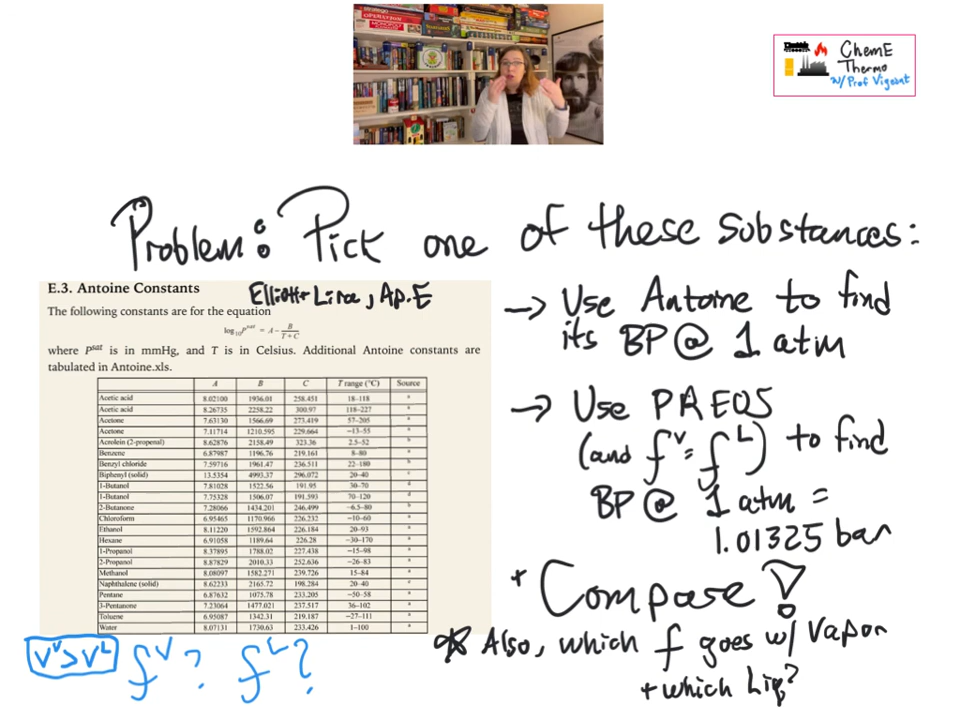 OPERATION
MONOPOLY
ChemE
Thermo
w/ Prof Vigeant
Problem: Pick one of these substances:
E.3. Antoine Constants
Elliott + Lira, Ap. E
The following constants are for the equation
log₁₀ Pˢᵃᵗ = A - B / (T + C)
where Pˢᵃᵗ is in mmHg, and T is in Celsius. Additional Antoine constants are
tabulated in Antoine.xls.
A B C T range (°C) Source
Acetic acid 8.02100 1936.01 258.451 18–118 a
Acetic acid 8.26735 2258.22 300.97 118–227 a
Acetone 7.63130 1566.69 273.419 57–205 a
Acetone 7.11714 1210.595 229.664 −13–55 a
Acrolein (2-propenal) 8.62876 2158.49 323.36 2.5–52 b
Benzene 6.87987 1196.76 219.161 8–80 a
Benzyl chloride 7.59716 1961.47 236.511 22–180 b
Biphenyl (solid) 13.5354 4993.37 296.072 20–40 c
1-Butanol 7.81028 1522.56 191.95 30–70 d
1-Butanol 7.75328 1506.07 191.593 70–120 d
2-Butanone 7.28066 1434.201 246.499 −6.5–80 b
Chloroform 6.95465 1170.966 226.232 −10–60 a
Ethanol 8.11220 1592.864 226.184 20–93 a
Hexane 6.91058 1189.64 226.28 −30–170 a
1-Propanol 8.37895 1788.02 227.438 −15–98 a
2-Propanol 8.87829 2010.33 252.636 −26–83 a
Methanol 8.08097 1582.271 239.726 15–84 a
Naphthalene (solid) 8.62233 2165.72 198.284 20–40 a
Pentane 6.87632 1075.78 233.205 −50–58 a
3-Pentanone 7.23064 1477.021 237.517 36–102 a
Toluene 6.95087 1342.31 219.187 −27–111 a
Water 8.07131 1730.63 233.426 1–100 a
→ Use Antoine to find
its BP @ 1 atm
→ Use PREOS
(and fⱽ = fᴸ) to find
BP @ 1 atm =
1.01325 bar
+ Compare!
* Also, which f goes w/ Vapor
+ which Liq?
Vⱽ>Vᴸ fⱽ? fᴸ?